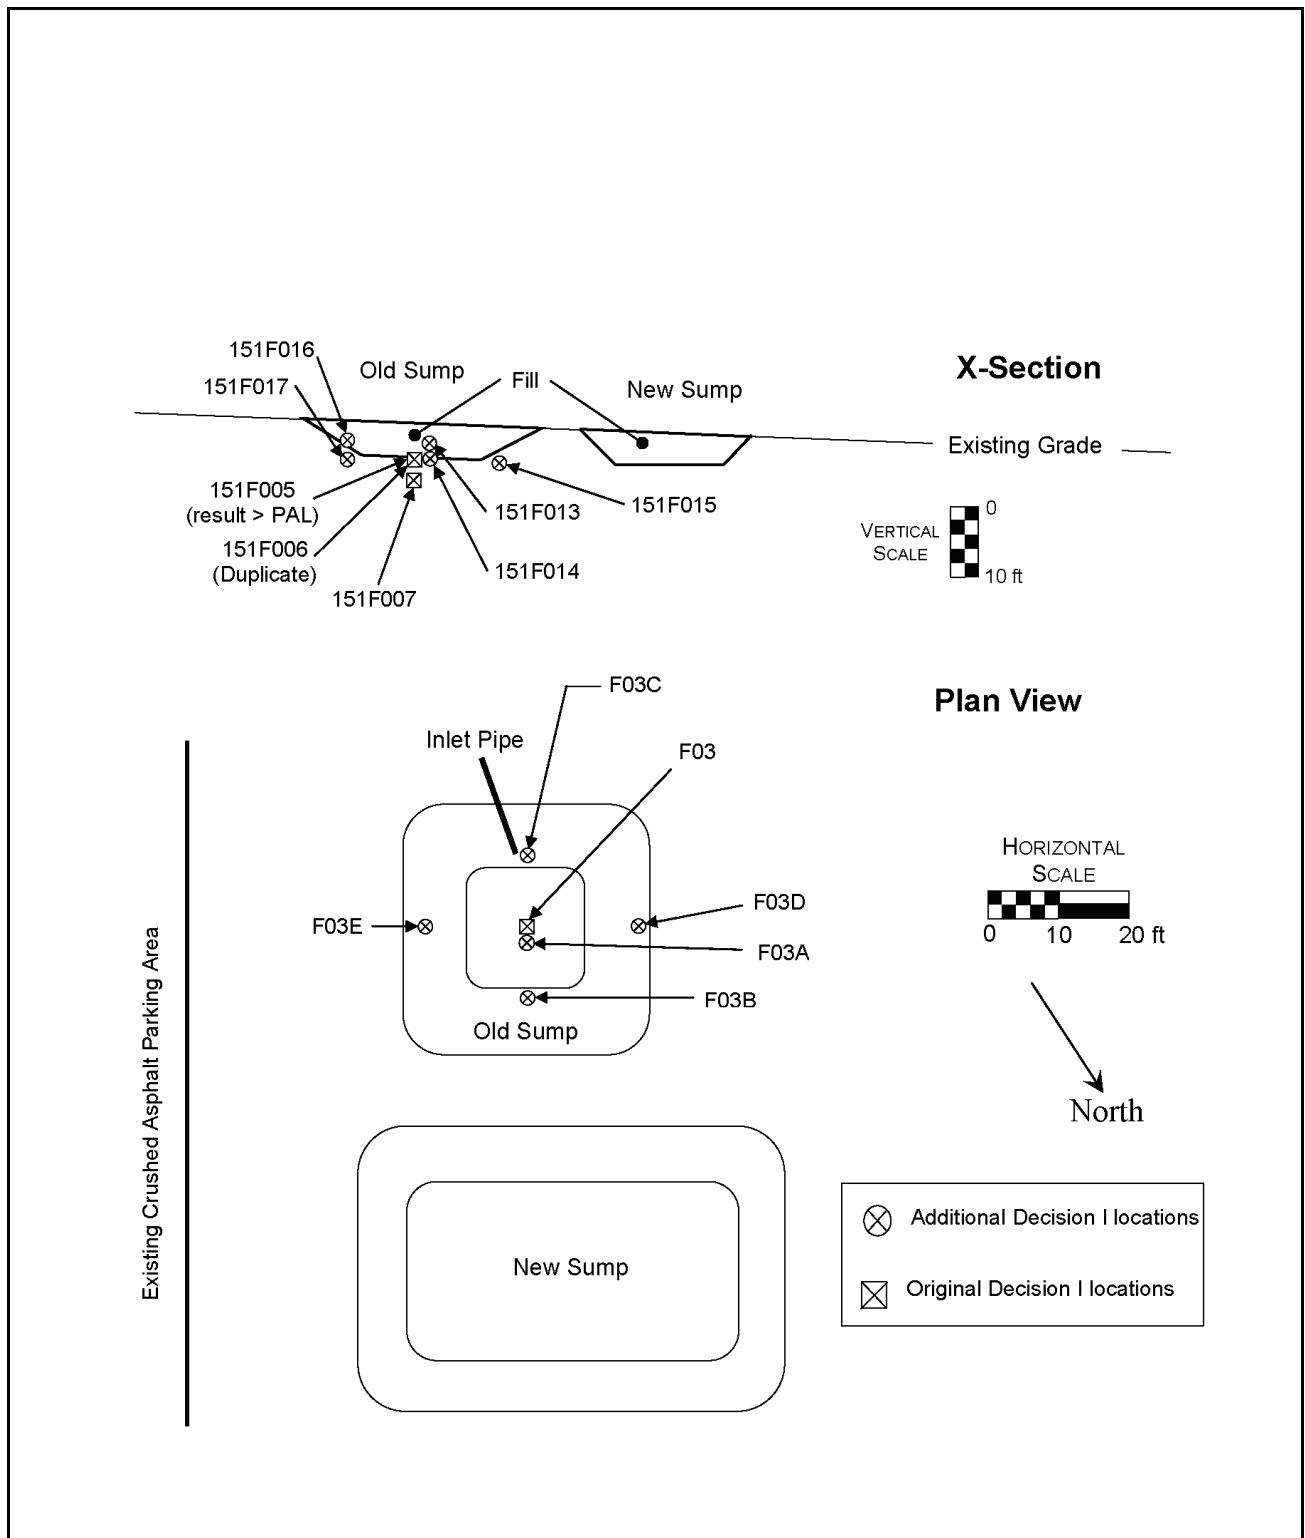 151F016
Old Sump
Fill
X-Section
151F017
New Sump
Existing Grade
151F005
(result > PAL)
151F013
151F015
VERTICAL
SCALE
0
10 ft
151F006
(Duplicate)
151F014
151F007
F03C
Plan View
Inlet Pipe
F03
HORIZONTAL
SCALE
0
10
20 ft
F03E
F03D
F03A
F03B
Old Sump
Existing Crushed Asphalt Parking Area
North
New Sump
Additional Decision I locations
Original Decision I locations